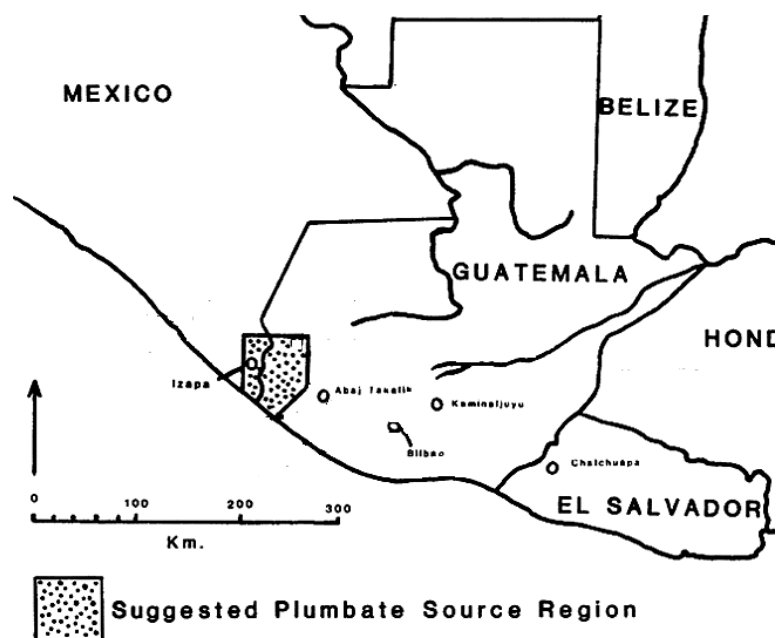 MEXICO
BELIZE
GUATEMALA
HOND
Izapa
Abaj Takalik
Kaminaljuyu
Bilbao
Chalchuapa
EL SALVADOR
0 100 200 300
Km.
Suggested Plumbate Source Region